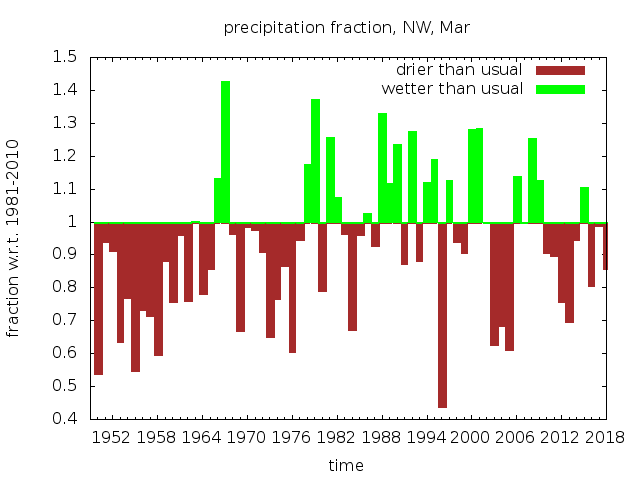 precipitation fraction, NW, Mar
drier than usual
wetter than usual
fraction w.r.t. 1981-2010
1.5
1.4
1.3
1.2
1.1
1
0.9
0.8
0.7
0.6
0.5
0.4
1952 1958 1964 1970 1976 1982 1988 1994 2000 2006 2012 2018
time